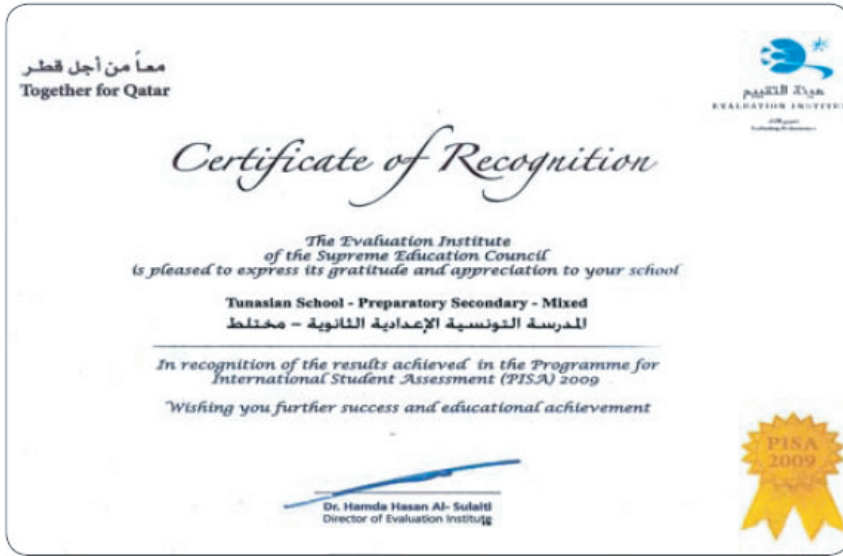 معاً من أجل قطر
Together for Qatar
هيئة التقييم
EVALUATION INSTITUTE
Certificate of Recognition
The Evaluation Institute
of the Supreme Education Council
is pleased to express its gratitude and appreciation to your school
Tunasian School - Preparatory Secondary - Mixed
المدرسة التونسية الإعدادية الثانوية – مختلط
In recognition of the results achieved in the Programme for
International Student Assessment (PISA) 2009
Wishing you further success and educational achievement
Dr. Hamda Hasan Al- Sulaiti
Director of Evaluation Institute
PISA
2009